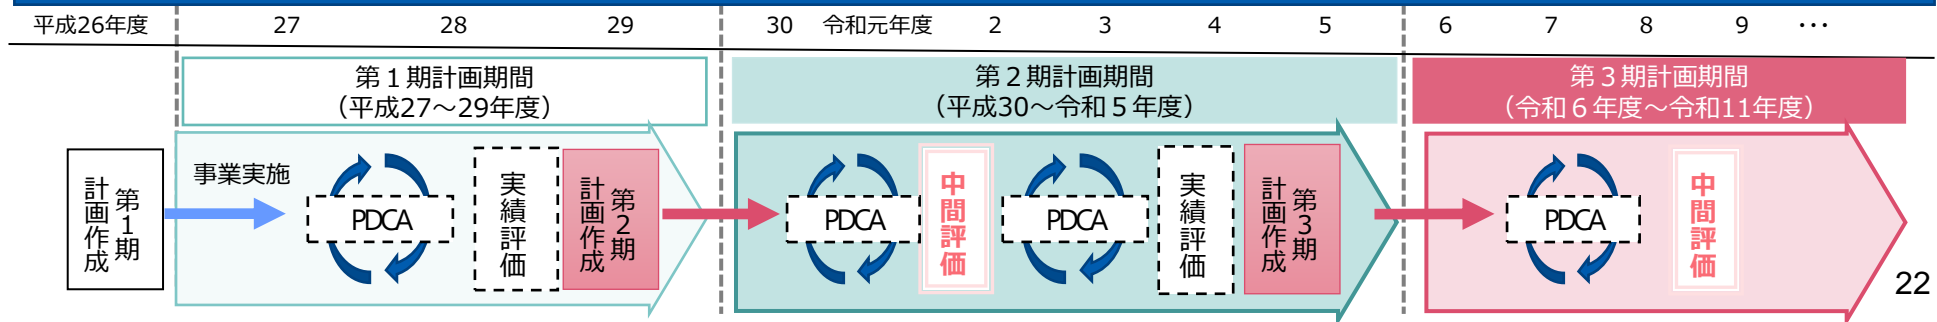 平成26年度 27 28 29 30 令和元年度 2 3 4 5 6 7 8 9 …
第１期計画期間
（平成27～29年度）
第２期計画期間
（平成30～令和５年度）
第３期計画期間
（令和６年度～令和11年度）
第１期
計画作成
事業実施
PDCA
実績評価
第２期
計画作成
PDCA
中間評価
PDCA
実績評価
第３期
計画作成
PDCA
中間評価
22